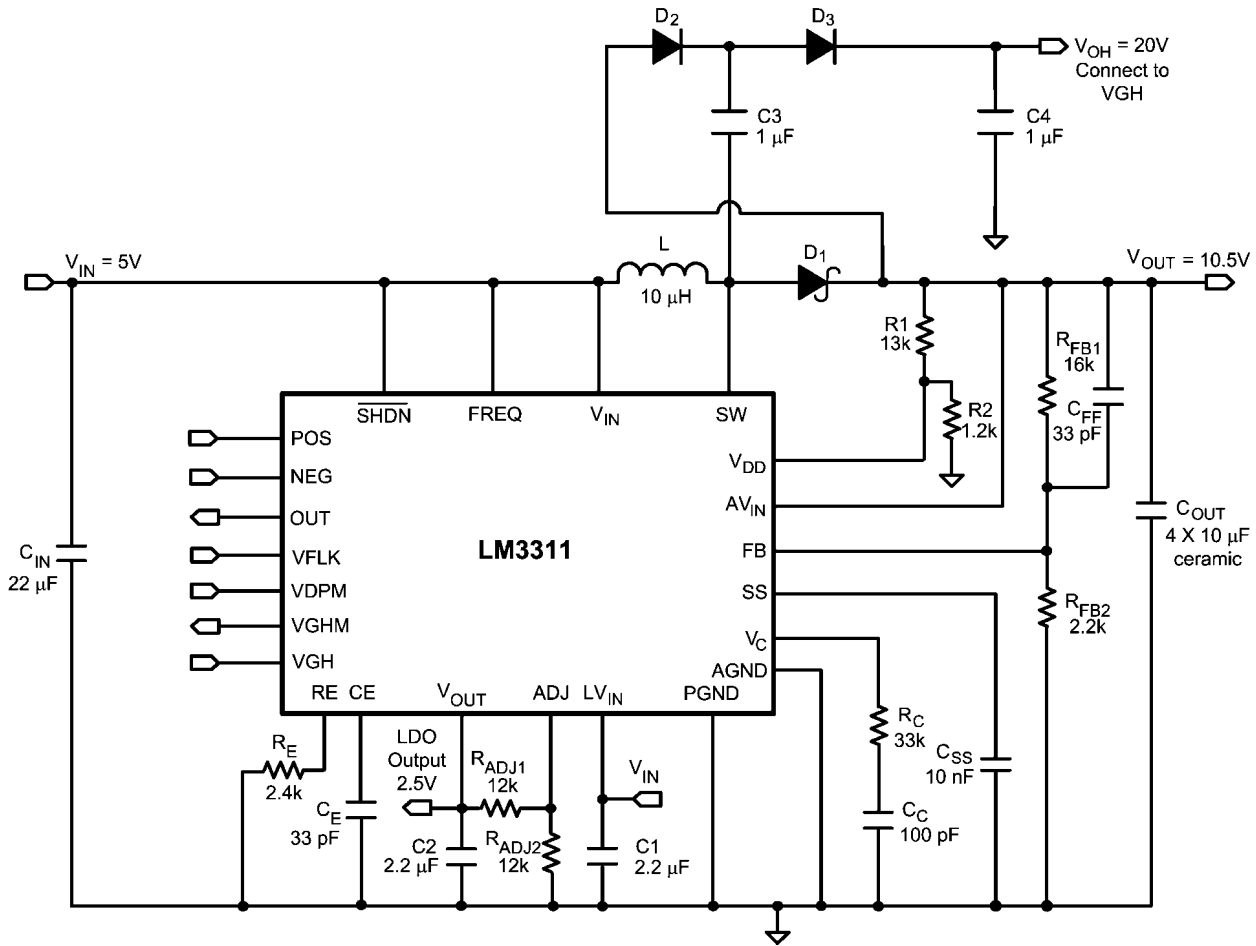 D2
D3
VOH = 20V
Connect to
VGH
C3
1 μF
C4
1 μF
VIN = 5V
L
10 μH
D1
VOUT = 10.5V
R1
13k
RFB1
16k
CFF
33 pF
R2
1.2k
SHDN
FREQ
VIN
SW
POS
NEG
OUT
VFLK
VDPM
VGHM
VGH
LM3311
VDD
AVIN
FB
SS
VC
AGND
RE
CE
VOUT
ADJ
LVIN
PGND
CIN
22 μF
COUT
4 X 10 μF
ceramic
RFB2
2.2k
RE
2.4k
CE
33 pF
LDO
Output
2.5V
RADJ1
12k
RADJ2
12k
C2
2.2 μF
VIN
C1
2.2 μF
RC
33k
CC
100 pF
CSS
10 nF